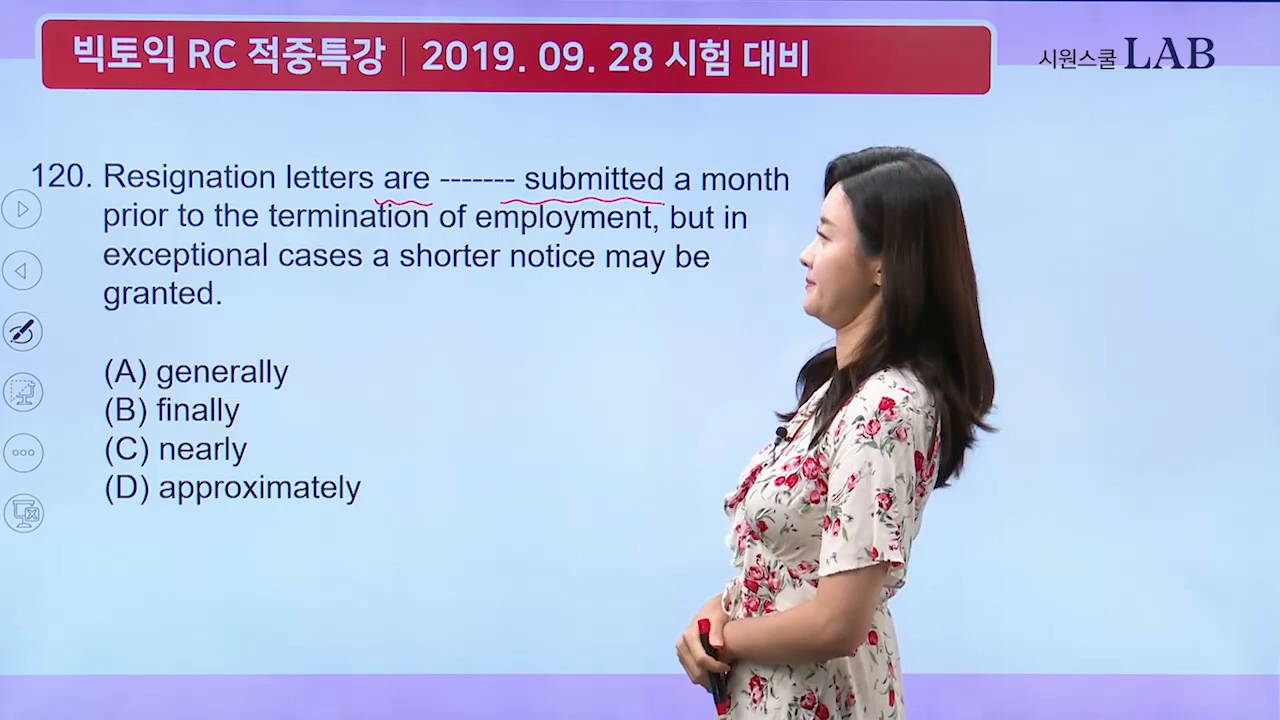 빅토익 RC 적중특강 | 2019. 09. 28 시험 대비
시원스쿨 LAB
120. Resignation letters are ------- submitted a month
prior to the termination of employment, but in
exceptional cases a shorter notice may be
granted.
(A) generally
(B) finally
(C) nearly
(D) approximately